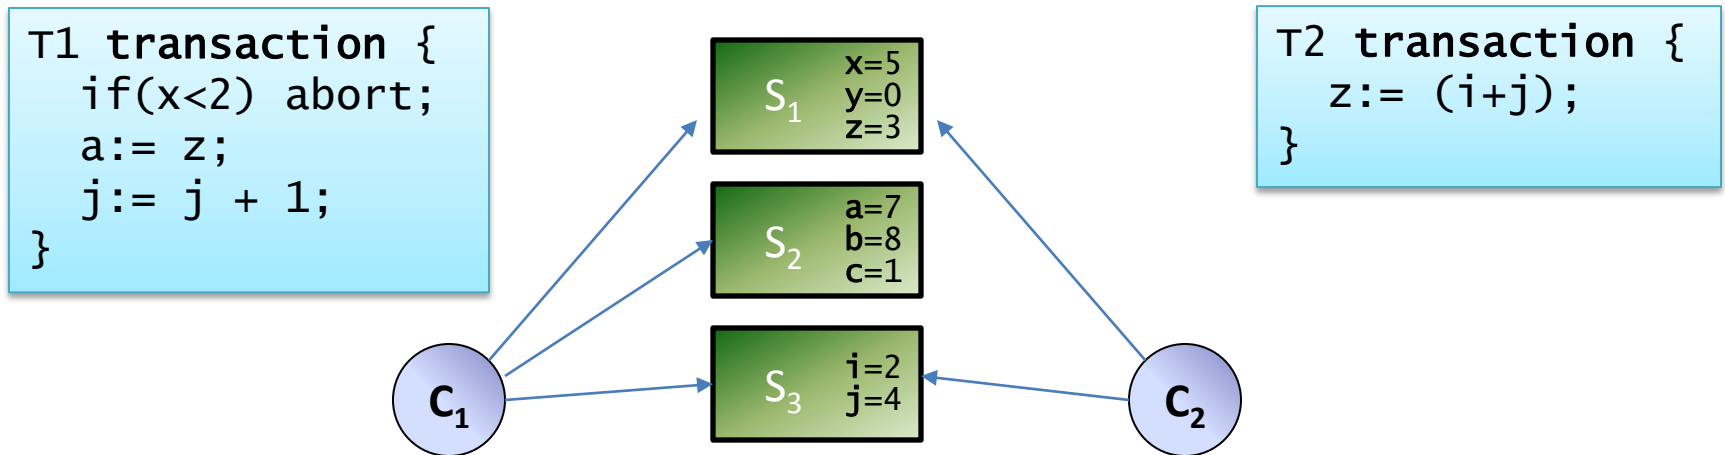 T1 transaction {
if(x<2) abort;
a:= z;
j:= j + 1;
}
S₁
x=5
y=0
z=3
S₂
a=7
b=8
c=1
S₃
i=2
j=4
C₁
C₂
T2 transaction {
z:= (i+j);
}